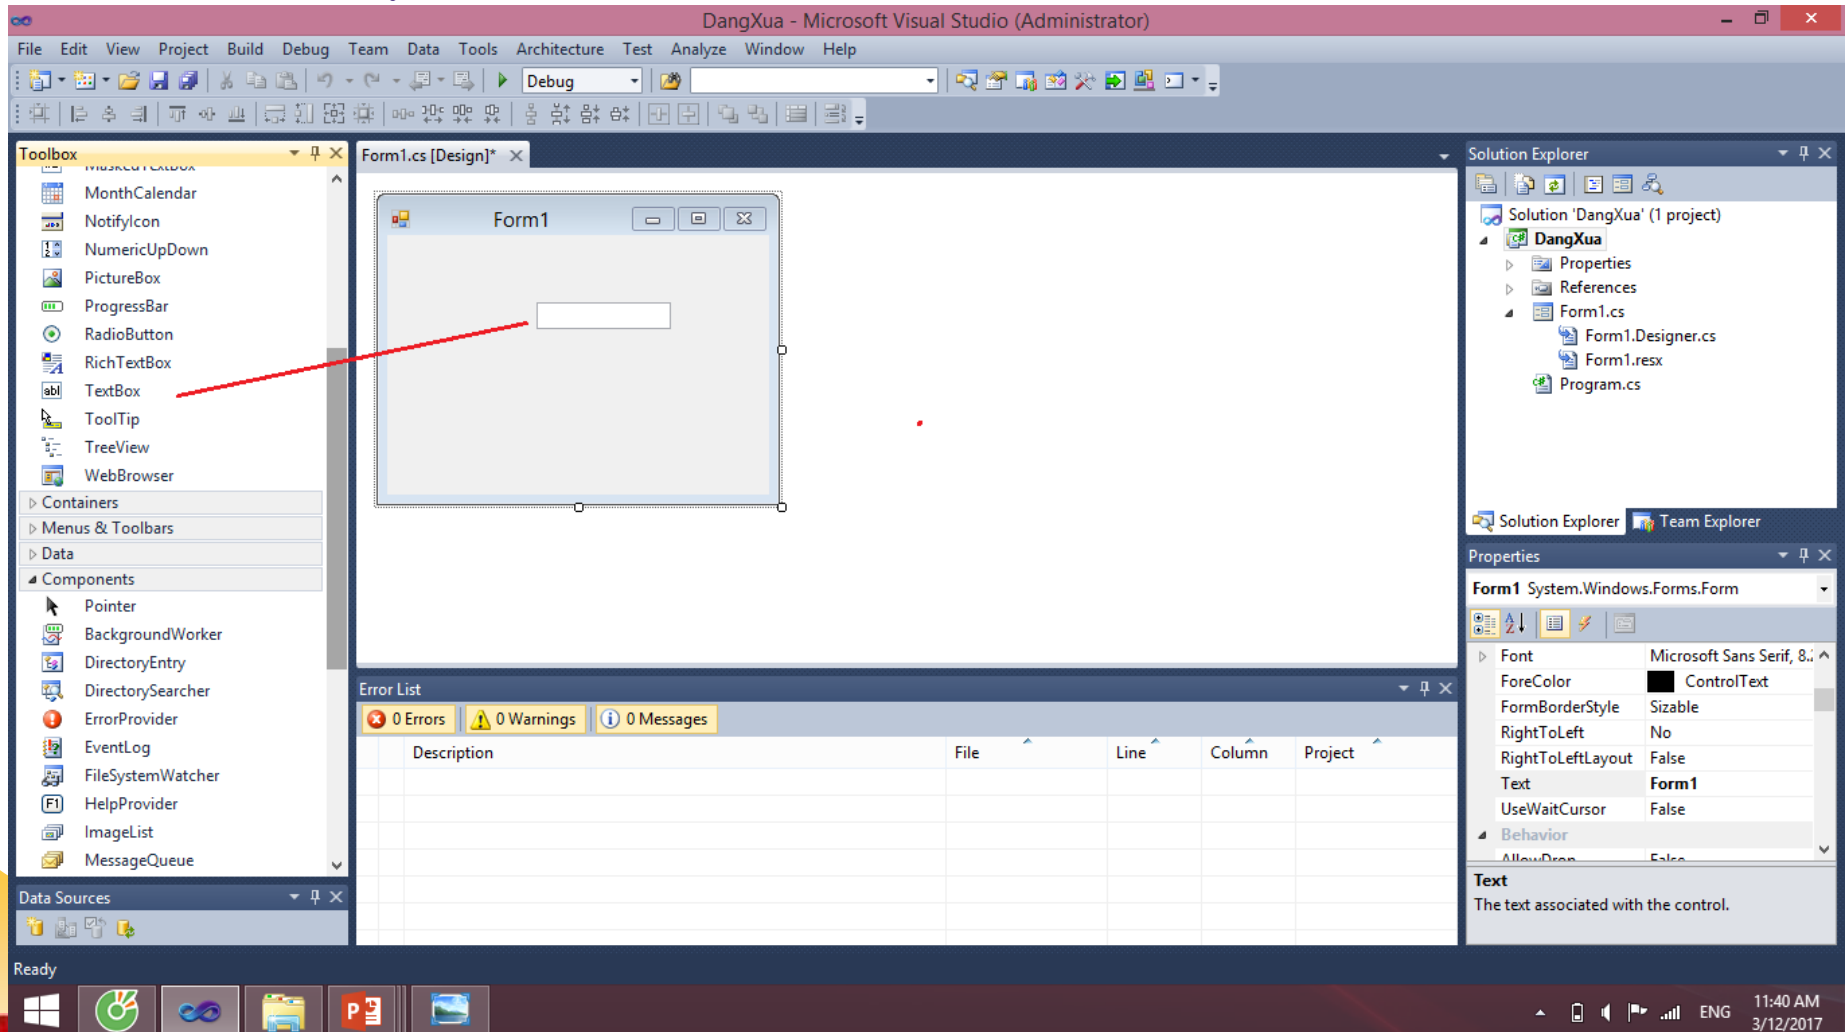 DangXua - Microsoft Visual Studio (Administrator)
File Edit View Project Build Debug Team Data Tools Architecture Test Analyze Window Help
Debug
Toolbox
MonthCalendar
NotifyIcon
NumericUpDown
PictureBox
ProgressBar
RadioButton
RichTextBox
abl TextBox
ToolTip
TreeView
WebBrowser
Containers
Menus & Toolbars
Data
Components
Pointer
BackgroundWorker
DirectoryEntry
DirectorySearcher
ErrorProvider
EventLog
FileSystemWatcher
F1 HelpProvider
ImageList
MessageQueue
Data Sources
Form1.cs [Design]*
Form1
Error List
0 Errors 0 Warnings 0 Messages
Description File Line Column Project
Solution Explorer
Solution 'DangXua' (1 project)
DangXua
Properties
References
Form1.cs
Form1.Designer.cs
Form1.resx
Program.cs
Solution Explorer Team Explorer
Properties
Form1 System.Windows.Forms.Form
Font Microsoft Sans Serif, 8.2
ForeColor ControlText
FormBorderStyle Sizable
RightToLeft No
RightToLeftLayout False
Text Form1
UseWaitCursor False
Behavior
AllowDrop False
Text
The text associated with the control.
Ready
ENG
11:40 AM
3/12/2017